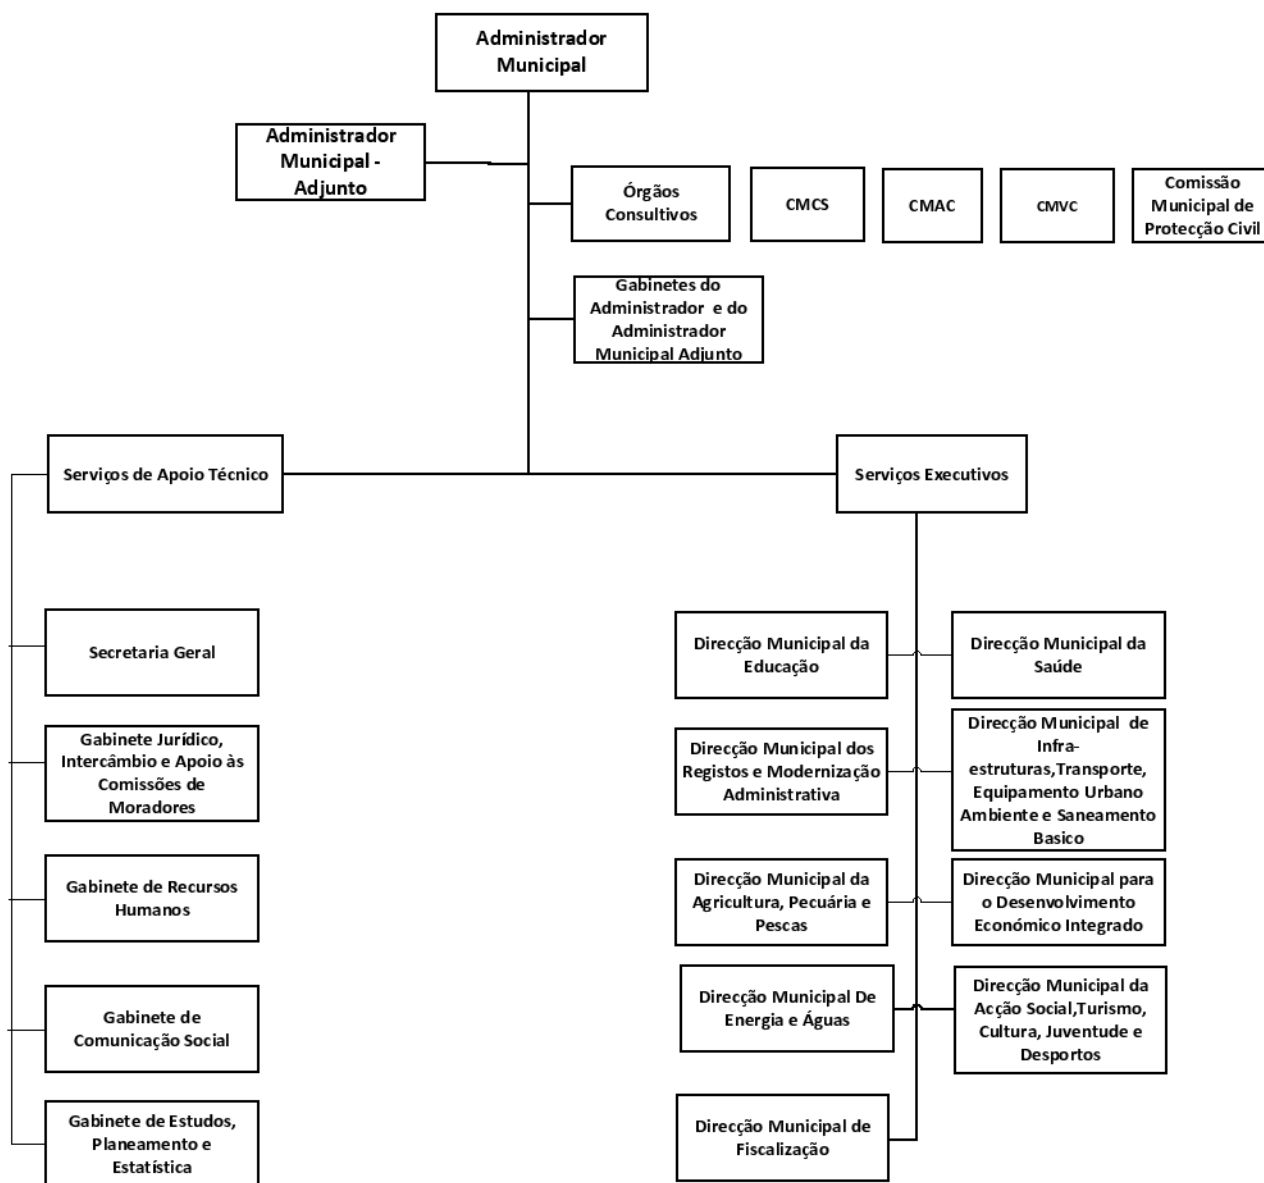 Administrador
Municipal
Administrador
Municipal -
Adjunto
Órgãos
Consultivos
CMCS
CMAC
CMVC
Comissão
Municipal de
Protecção Civil
Gabinetes do
Administrador e do
Administrador
Municipal Adjunto
Serviços de Apoio Técnico
Serviços Executivos
Secretaria Geral
Gabinete Jurídico,
Intercâmbio e Apoio às
Comissões de
Moradores
Gabinete de Recursos
Humanos
Gabinete de
Comunicação Social
Gabinete de Estudos,
Planeamento e
Estatística
Direcção Municipal da
Educação
Direcção Municipal da
Saúde
Direcção Municipal dos
Registos e Modernização
Administrativa
Direcção Municipal de
Infra-
estruturas,Transporte,
Equipamento Urbano
Ambiente e Saneamento
Basico
Direcção Municipal da
Agricultura, Pecuária e
Pescas
Direcção Municipal para
o Desenvolvimento
Económico Integrado
Direcção Municipal De
Energia e Águas
Direcção Municipal da
Acção Social,Turismo,
Cultura, Juventude e
Desportos
Direcção Municipal de
Fiscalização